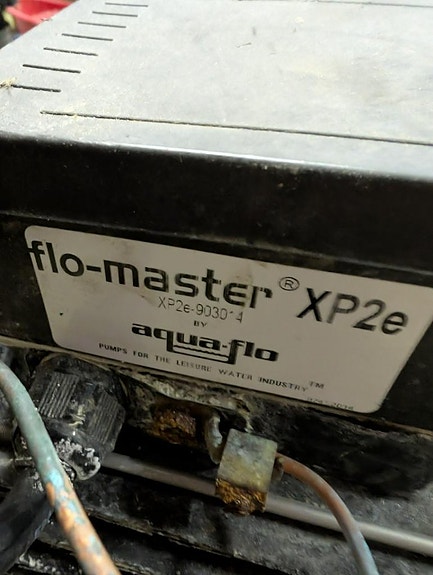 flo-master® XP2e
XP2e-903014
BY
aqua-flo
PUMPS FOR THE LEISURE WATER INDUSTRY™